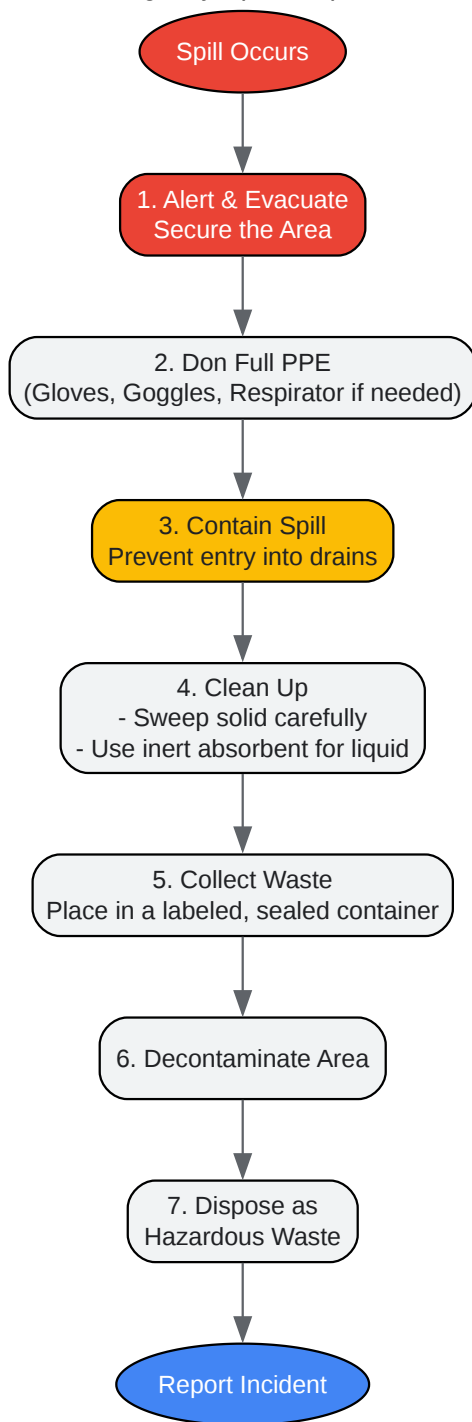 Spill Occurs
1. Alert & Evacuate
Secure the Area
2. Don Full PPE
(Gloves, Goggles, Respirator if needed)
3. Contain Spill
Prevent entry into drains
4. Clean Up
- Sweep solid carefully
- Use inert absorbent for liquid
5. Collect Waste
Place in a labeled, sealed container
6. Decontaminate Area
7. Dispose as
Hazardous Waste
Report Incident